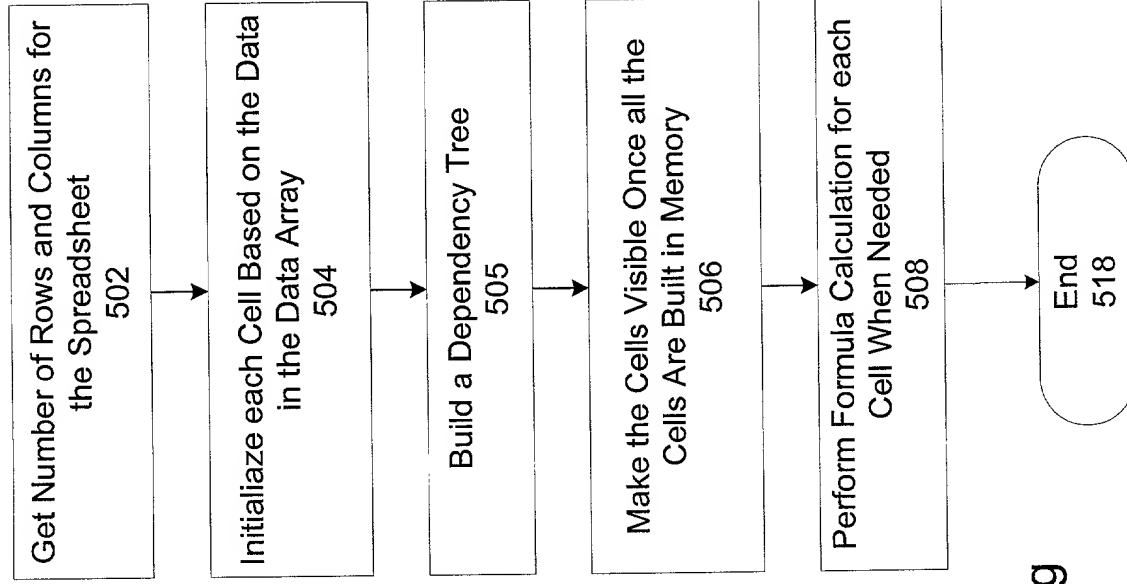 Get Number of Rows and Columns for
the Spreadsheet
502
Initialiaze each Cell Based on the Data
in the Data Array
504
Build a Dependency Tree
505
Make the Cells Visible Once all the
Cells Are Built in Memory
506
Perform Formula Calculation for each
Cell When Needed
508
End
518